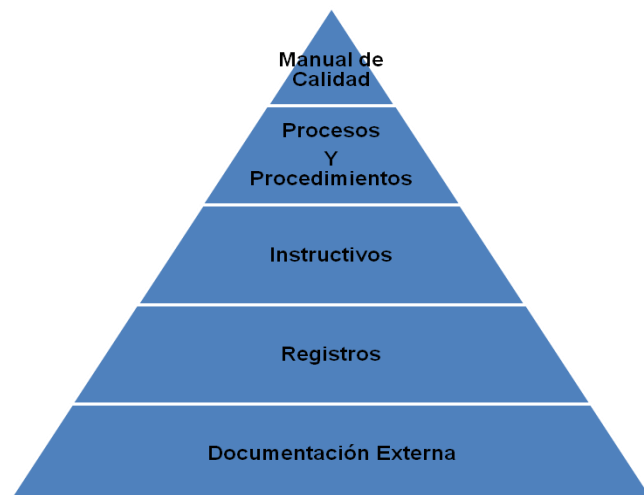 Manual de
Calidad
Procesos
Y
Procedimientos
Instructivos
Registros
Documentación Externa